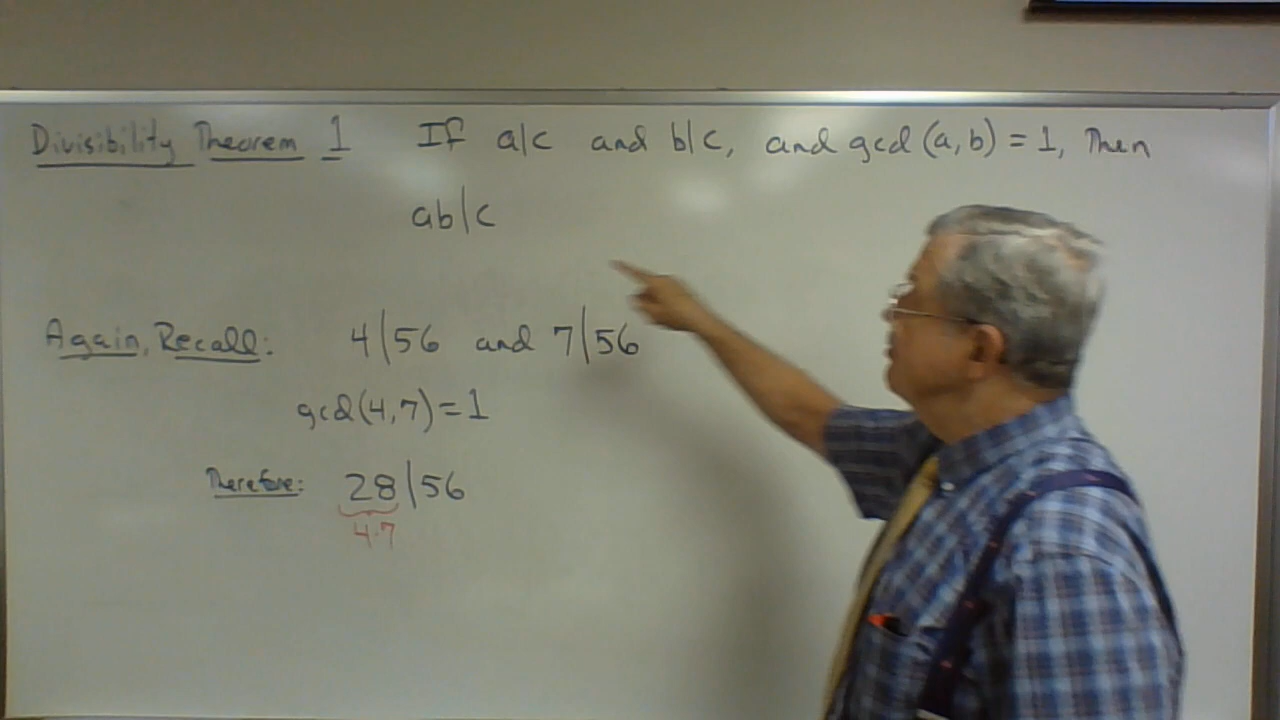 Divisibility Theorem 1 If a|c and b|c, and gcd(a,b) = 1, Then
ab|c
Again, Recall: 4|56 and 7|56
gcd(4,7)=1
Therefore: 28|56
4·7